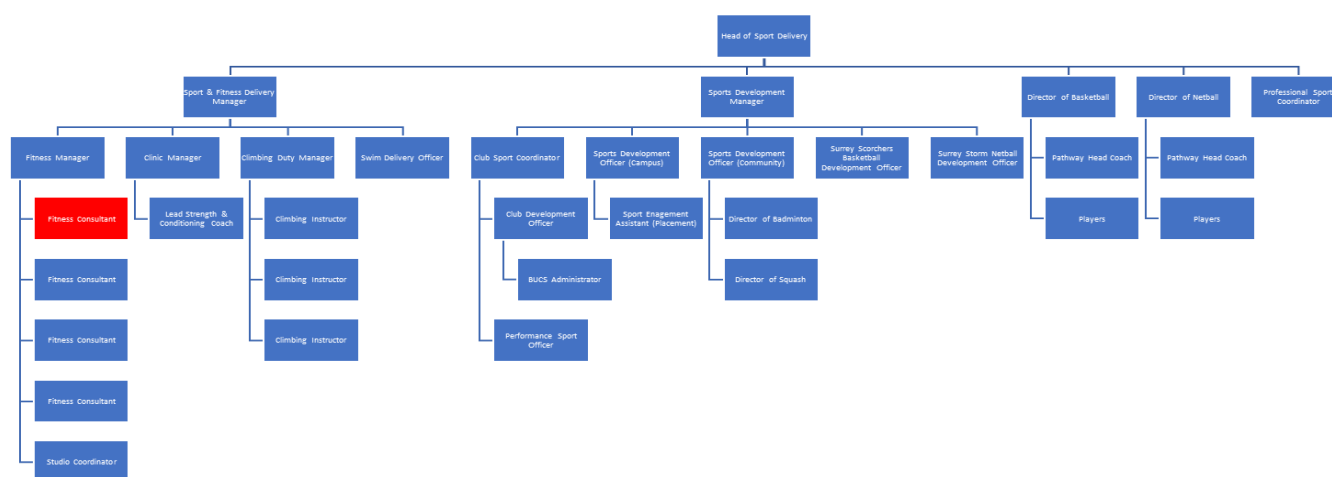 Head of Sport Delivery
Sport & Fitness Delivery
Manager
Sports Development
Manager
Director of Basketball
Director of Netball
Professional Sport
Coordinator
Fitness Manager
Clinic Manager
Climbing Duty Manager
Swim Delivery Officer
Club Sport Coordinator
Sports Development
Officer (Campus)
Sports Development
Officer (Community)
Surrey Scorchers
Basketball
Development Officer
Surrey Storm Netball
Development Officer
Pathway Head Coach
Pathway Head Coach
Fitness Consultant
Lead Strength &
Conditioning Coach
Climbing Instructor
Club Development
Officer
Sport Enagement
Assistant (Placement)
Director of Badminton
Players
Players
Fitness Consultant
Climbing Instructor
BUCS Administrator
Director of Squash
Fitness Consultant
Climbing Instructor
Performance Sport
Officer
Fitness Consultant
Studio Coordinator